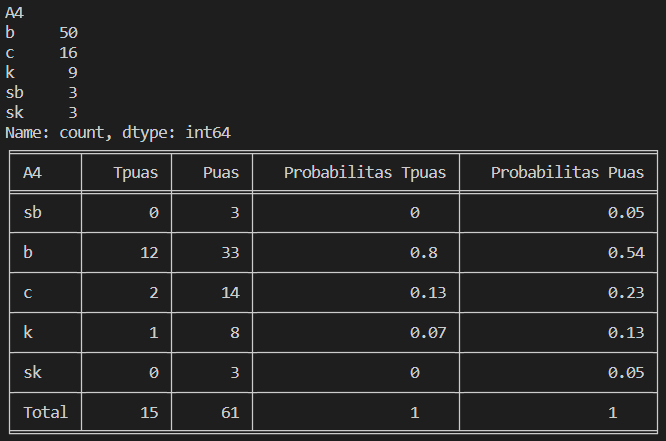 A4
b 50
c 16
k 9
sb 3
sk 3
Name: count, dtype: int64
A4 Tpuas Puas Probabilitas Tpuas Probabilitas Puas
sb 0 3 0 0.05
b 12 33 0.8 0.54
c 2 14 0.13 0.23
k 1 8 0.07 0.13
sk 0 3 0 0.05
Total 15 61 1 1